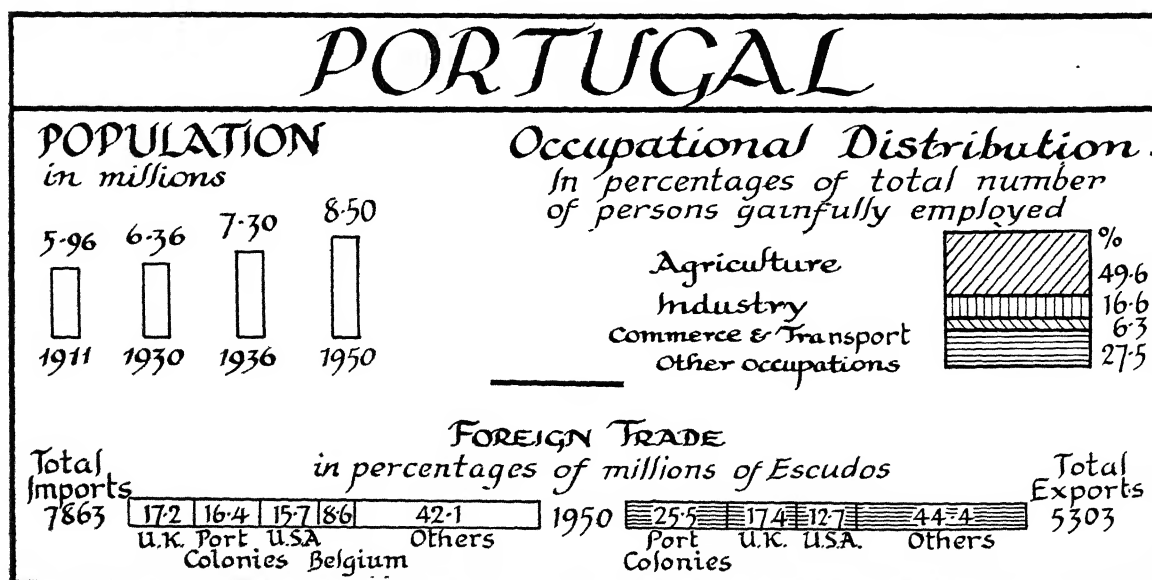 PORTUGAL
POPULATION
in millions
5·96 6·36 7·30 8·50
1911 1930 1936 1950
Occupational Distribution.
In percentages of total number
of persons gainfully employed
%
Agriculture 49·6
Industry 16·6
Commerce & Transport 6·3
Other occupations 27·5
FOREIGN TRADE
in percentages of millions of Escudos
Total
Imports
7863
17·2 16·4 15·7 8·6 42·1
U.K. Port U.S.A Others
Colonies Belgium
1950
25·5 17·4 12·7 44·4
Port U.K. U.S.A. Others
Colonies
Total
Exports
5303